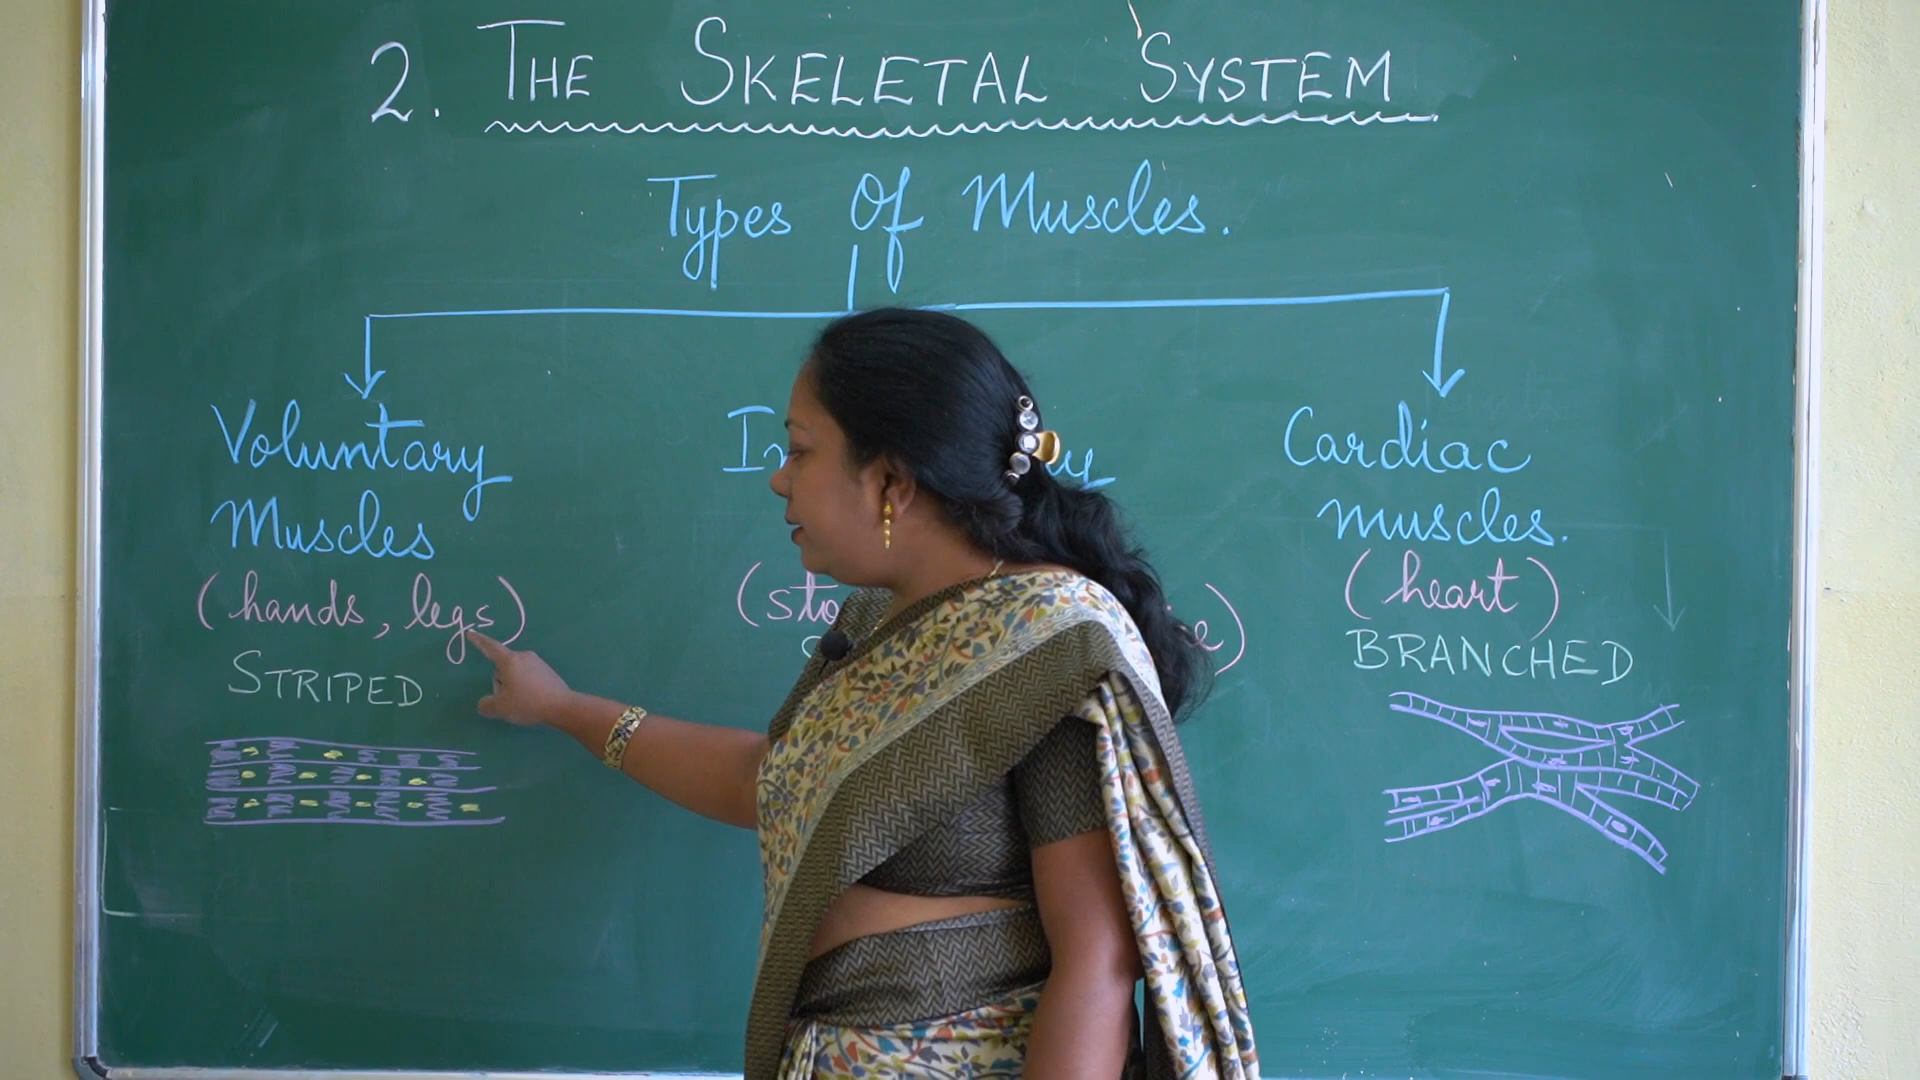 2. THE SKELETAL SYSTEM
Types Of Muscles.
Voluntary
Muscles
(hands, legs)
STRIPED
Cardiac
muscles.
(heart)
BRANCHED